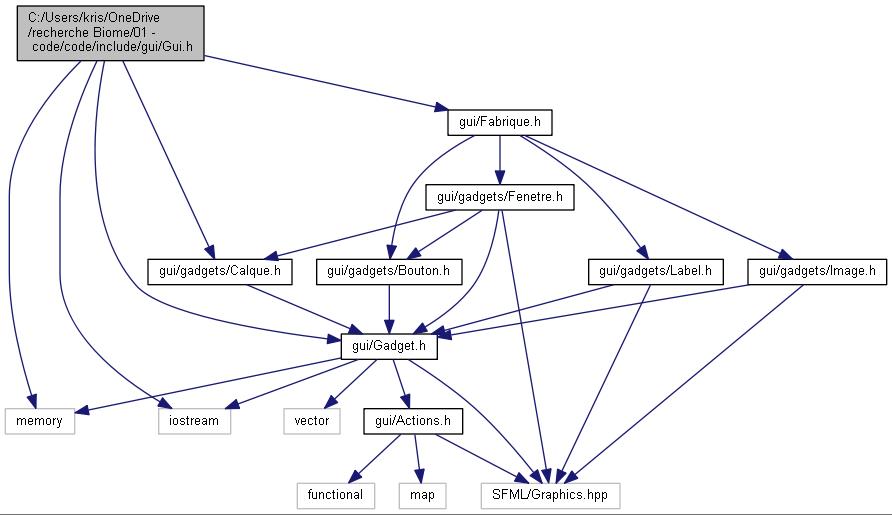 C:/Users/kris/OneDrive
/recherche Biome/01 -
code/code/include/gui/Gui.h
gui/Fabrique.h
gui/gadgets/Fenetre.h
gui/gadgets/Calque.h
gui/gadgets/Bouton.h
gui/gadgets/Label.h
gui/gadgets/Image.h
gui/Gadget.h
memory
iostream
vector
gui/Actions.h
functional
map
SFML/Graphics.hpp